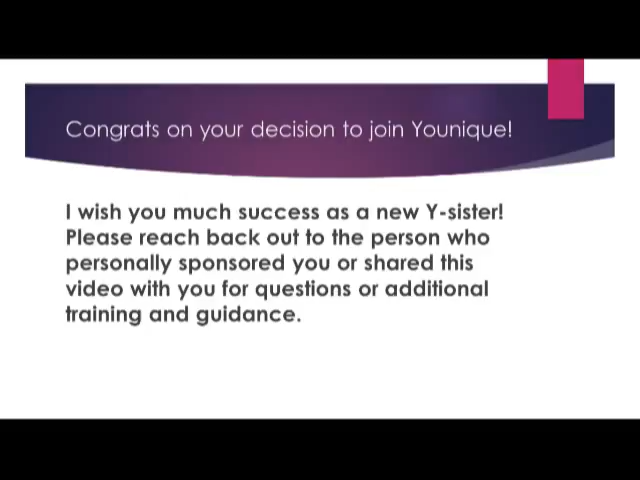 Congrats on your decision to join Younique!
I wish you much success as a new Y-sister!
Please reach back out to the person who
personally sponsored you or shared this
video with you for questions or additional
training and guidance.